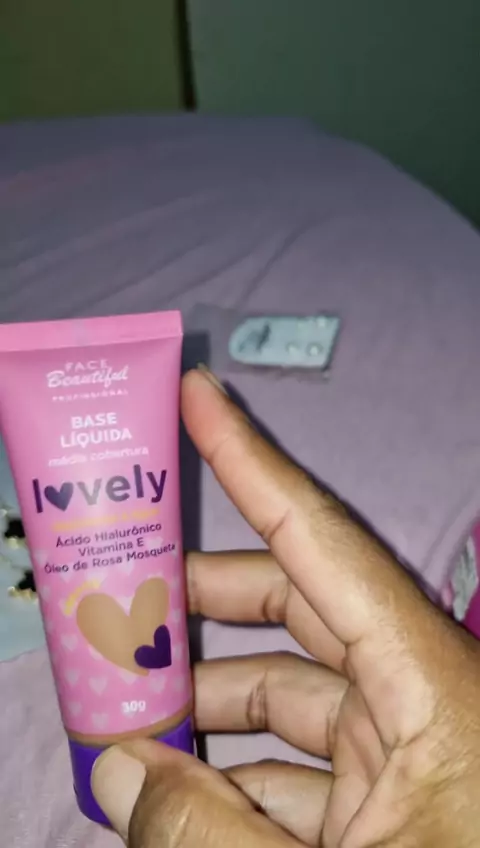 FACE
Beautiful
PROFISSIONAL
BASE
LÍQUIDA
média cobertura
lovely
Ácido Hialurônico
Vitamina E
Óleo de Rosa Mosqueta
30g